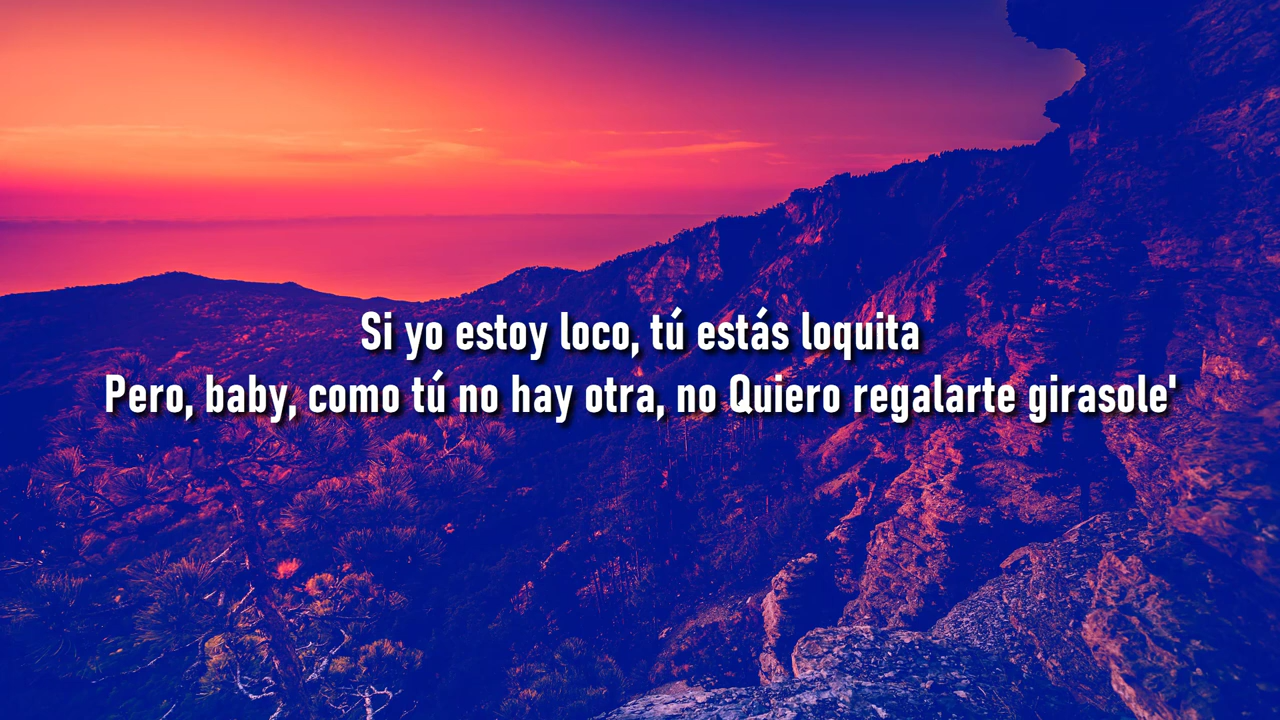 Si yo estoy loco, tú estás loquita
Pero, baby, como tú no hay otra, no Quiero regalarte girasole'